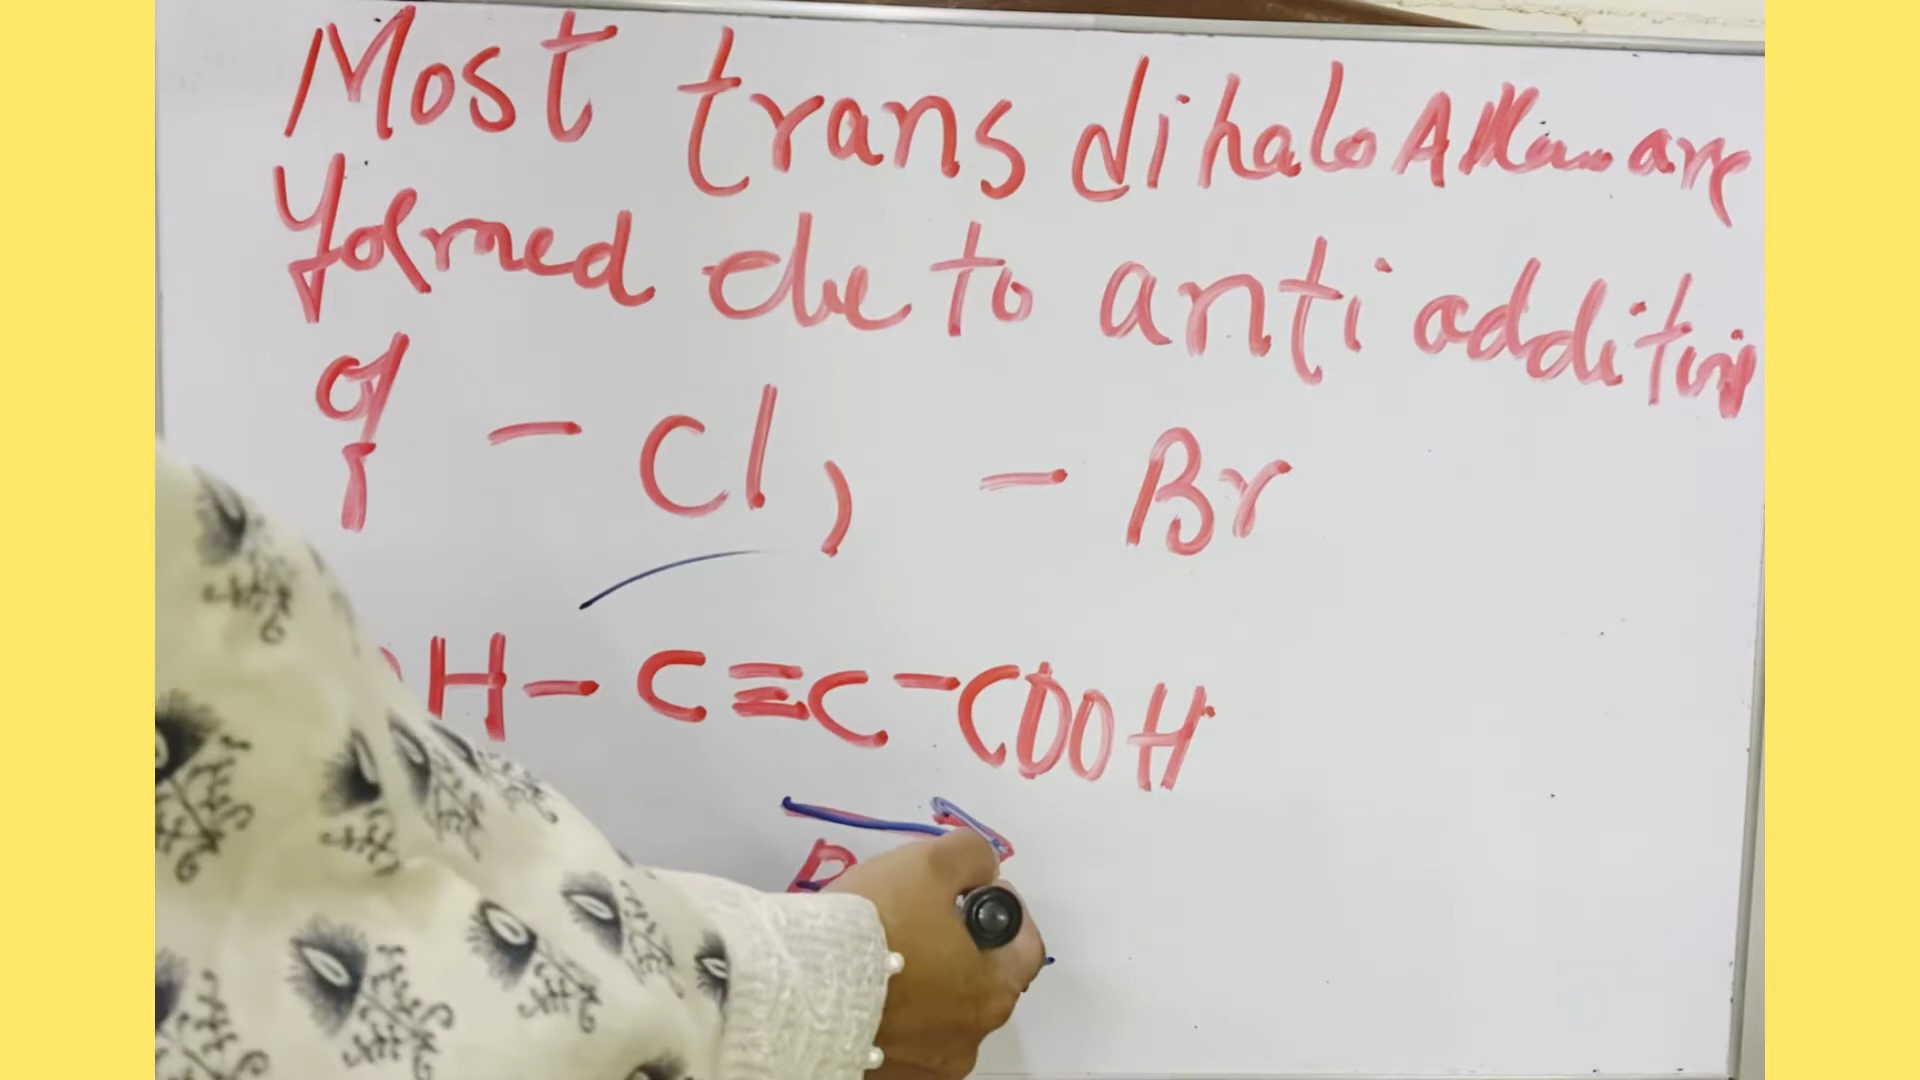 Most trans dihalo Alkene are
formed due to anti addition
of - Cl, - Br
H - C ≡ C - COOH